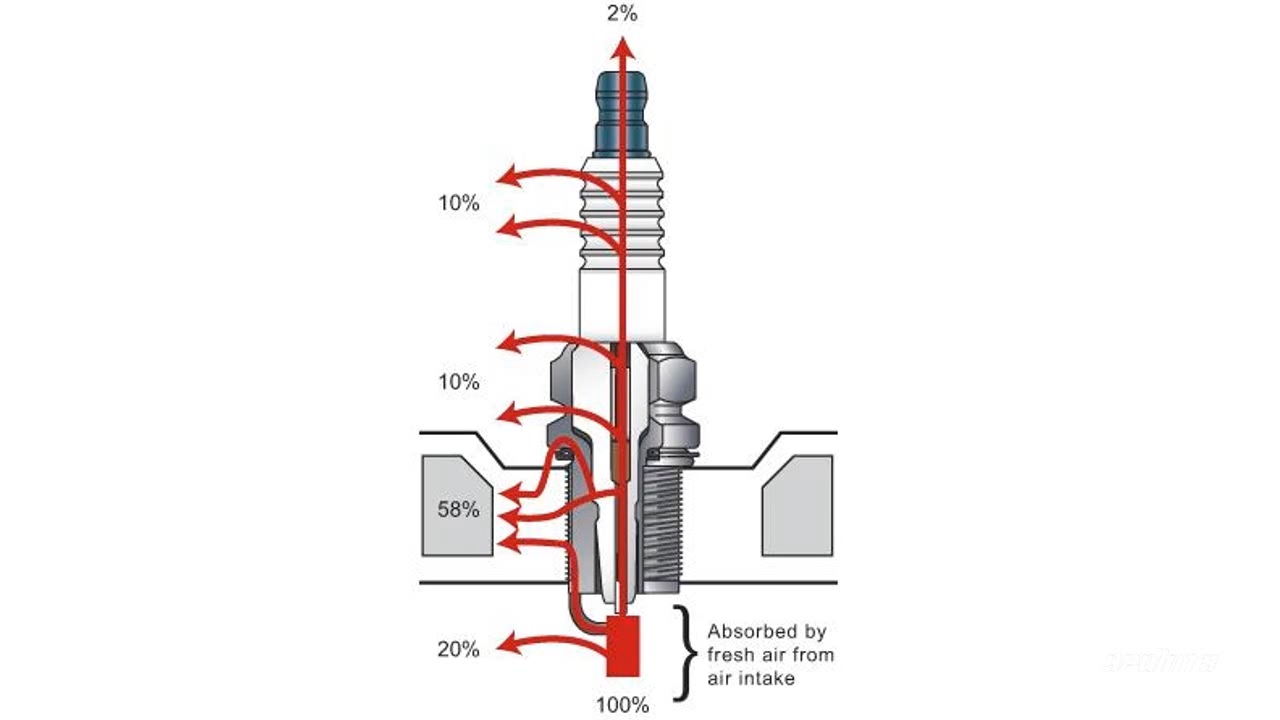 2%
10%
10%
58%
20%
Absorbed by
fresh air from
air intake
100%